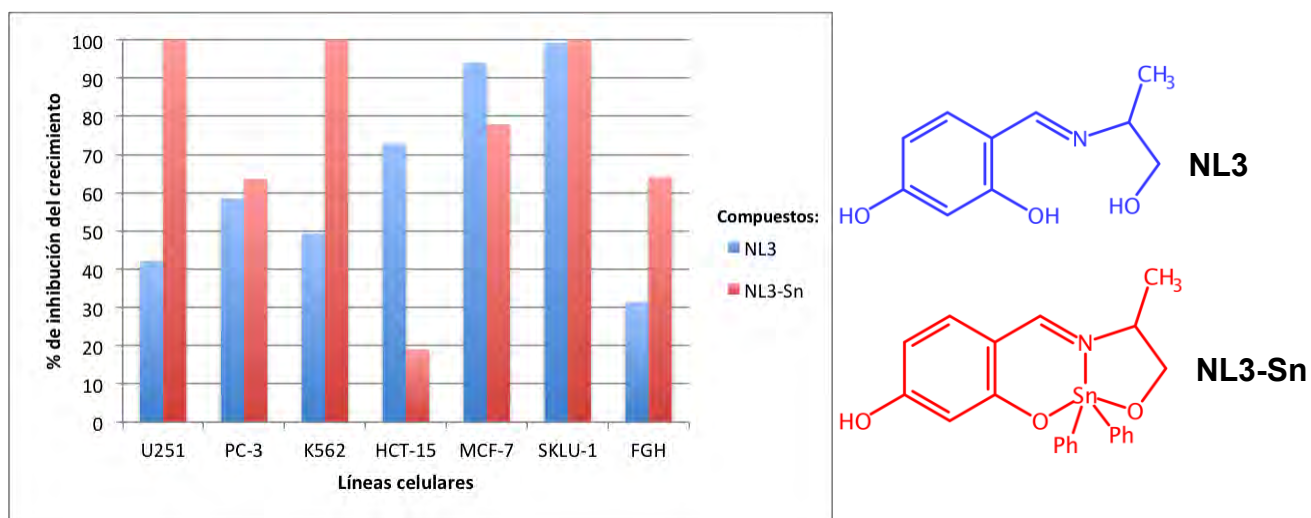 % de inhibución del crecimiento
100
90
80
70
60
50
40
30
20
10
0
U251 PC-3 K562 HCT-15 MCF-7 SKLU-1 FGH
Líneas celulares
Compuestos:
NL3
NL3-Sn
CH3
N
HO
OH
HO
NL3
CH3
N
Sn
HO
O
O
Ph
Ph
NL3-Sn